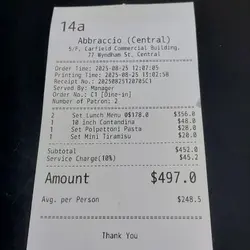 14a
Abbraccio (Central)
5/F, Carfield Commercial Building,
77 Wyndham St, Central
Order Time: 2025-08-25 12:07:05
Printing Time: 2025-08-25 13:02:58
Receipt No.: 20250825120705C1
Served By: Manager
Order No.: C1 [Dine-in]
Number of Patron: 2
2 Set Lunch Menu @$178.0 $356.0
1 10 inch Contandina $48.0
1 Set Polpettoni Pasta $28.0
1 Set Mini Tiramisu $20.0
Subtotal $452.0
Service Charge(10%) $45.2
Amount $497.0
Avg. per Person $248.5
Thank You